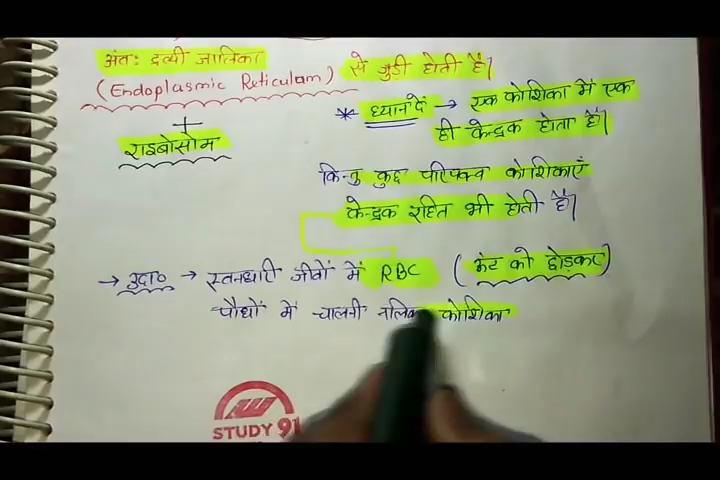 अंतः द्रव्यी जालिका से जुडी होती है।
(Endoplasmic Reticulam)
+
राइबोसोम
* ध्यान दें → एक कोशिका में एक
ही केन्द्रक होता है।
किन्तु कुछ परिपक्व कोशिकाएँ
केन्द्रक रहित भी होती है।
→ उदा० → स्तनधारी जीवों में RBC (ऊंट को छोड़कर)
पौधों में चालनी नलिका कोशिका
STUDY 91